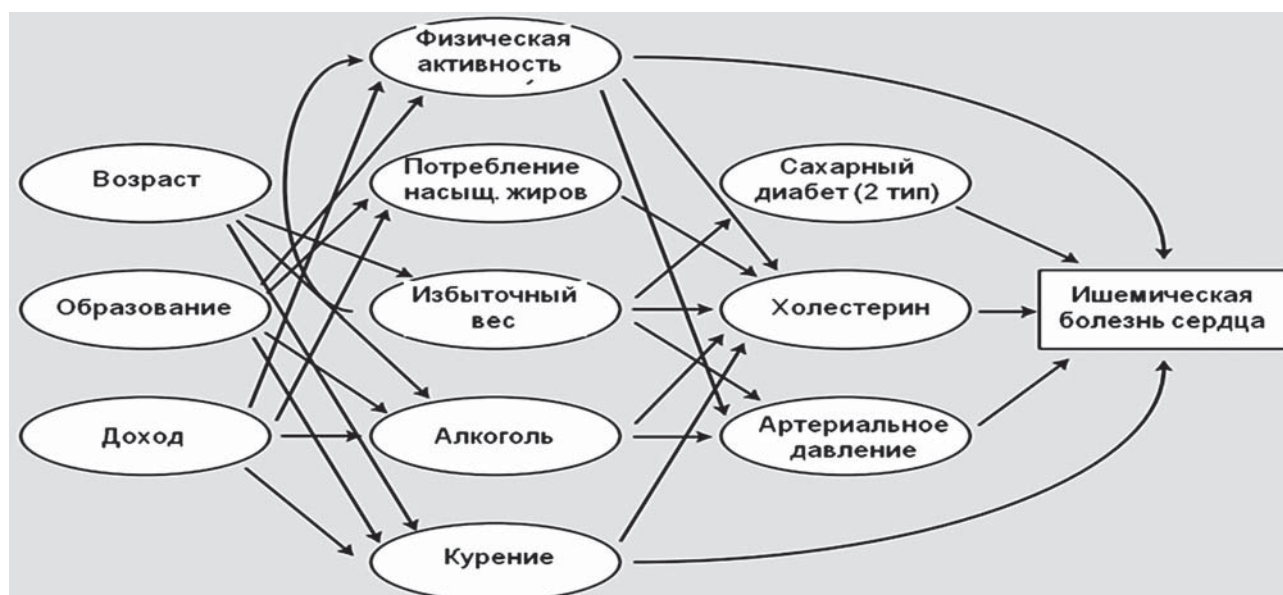 Физическая
активность
Возраст
Потребление
насыщ. жиров
Сахарный
диабет (2 тип)
Образование
Избыточный
вес
Холестерин
Ишемическая
болезнь сердца
Доход
Алкоголь
Артериальное
давление
Курение